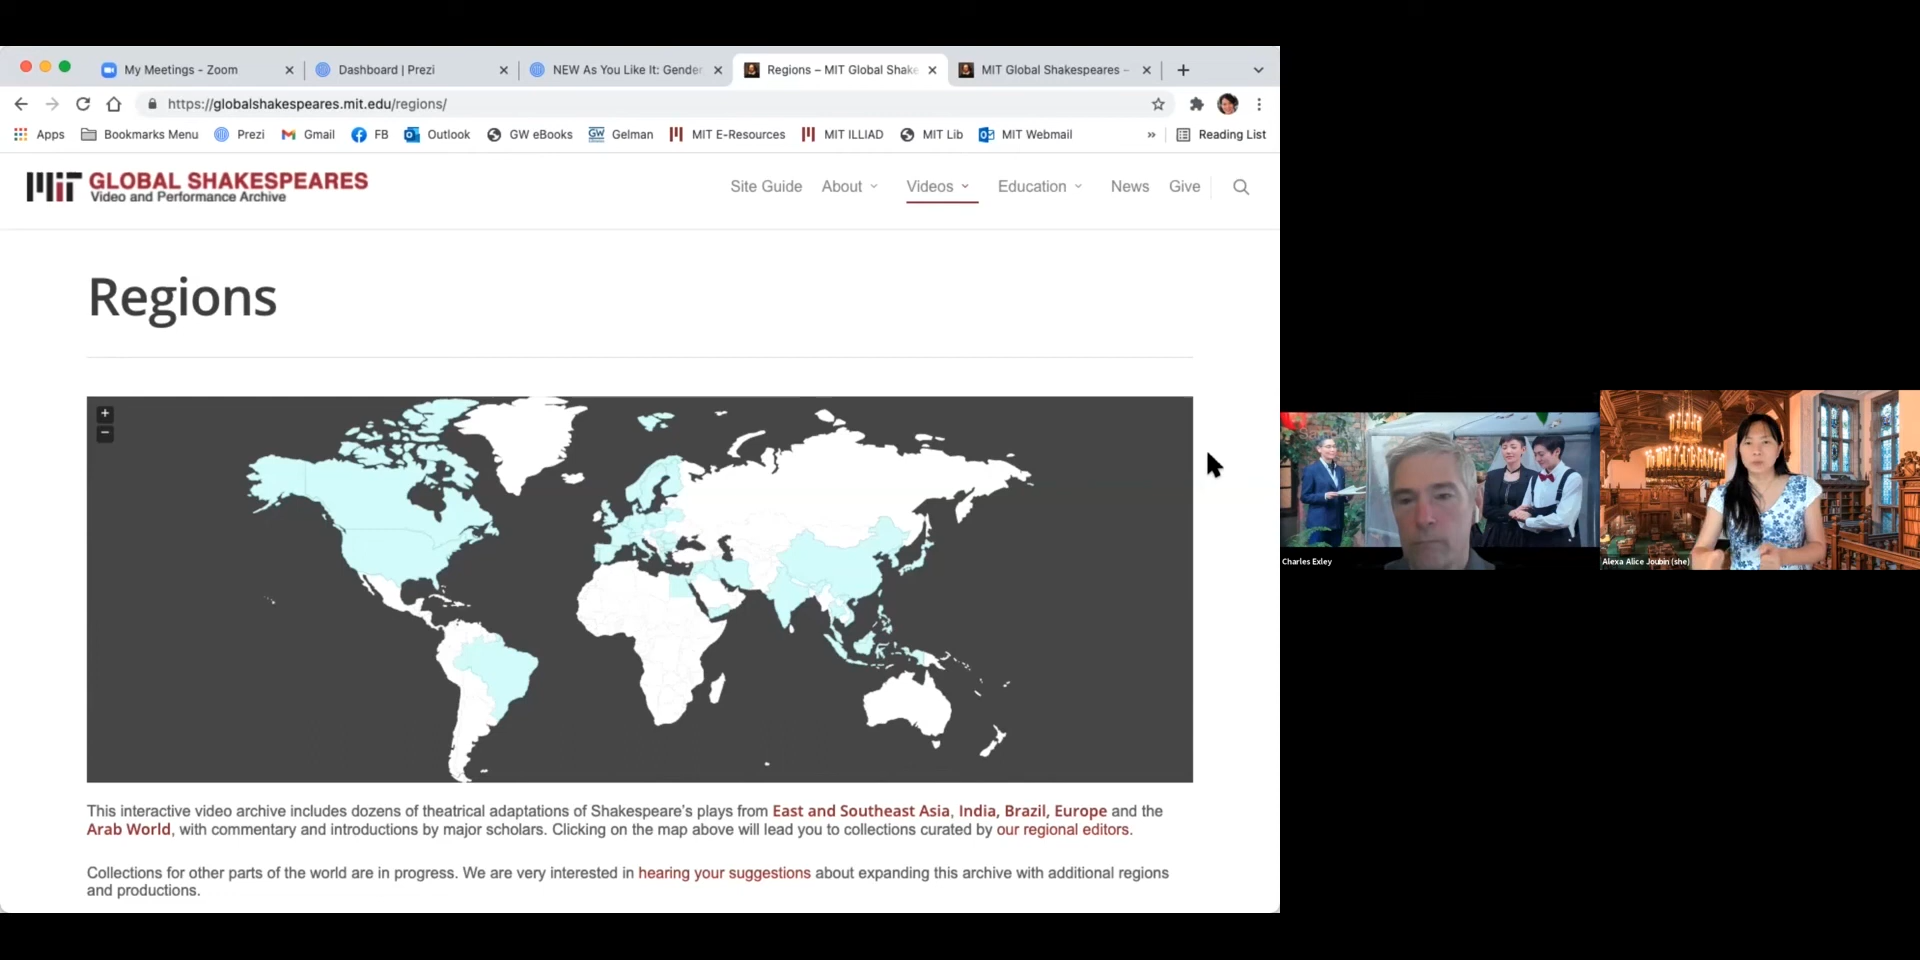 My Meetings - Zoom
Dashboard | Prezi
NEW As You Like It: Gender
Regions – MIT Global Shake
MIT Global Shakespeares –
https://globalshakespeares.mit.edu/regions/
Apps
Bookmarks Menu
Prezi
Gmail
FB
Outlook
GW eBooks
GW
Gelman
MIT E-Resources
MIT ILLIAD
MIT Lib
MIT Webmail
»
Reading List
MIT GLOBAL SHAKESPEARES
Video and Performance Archive
Site Guide
About
Videos
Education
News
Give
Regions
+
−
This interactive video archive includes dozens of theatrical adaptations of Shakespeare's plays from East and Southeast Asia, India, Brazil, Europe and the
Arab World, with commentary and introductions by major scholars. Clicking on the map above will lead you to collections curated by our regional editors.
Collections for other parts of the world are in progress. We are very interested in hearing your suggestions about expanding this archive with additional regions
and productions.
Charles Exley
Alexa Alice Joubin (she)